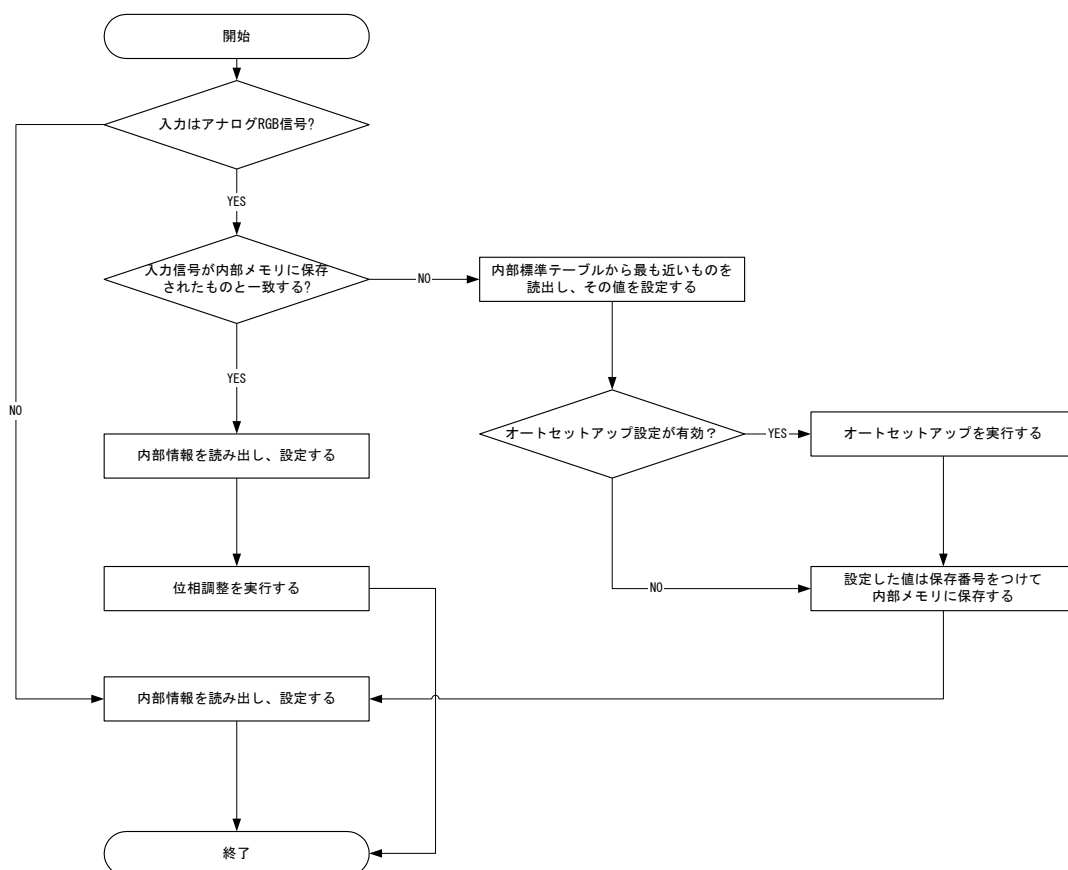 開始
入力はアナログRGB信号?
YES
入力信号が内部メモリに保存
されたものと一致する?
NO
内部標準テーブルから最も近いものを
読出し、その値を設定する
YES
NO
オートセットアップ設定が有効？
YES
オートセットアップを実行する
内部情報を読み出し、設定する
位相調整を実行する
NO
設定した値は保存番号をつけて
内部メモリに保存する
内部情報を読み出し、設定する
終了